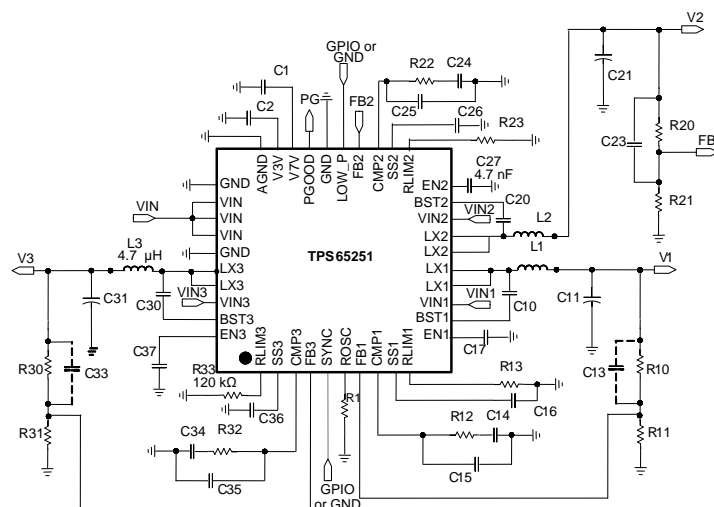 GPIO or
GND
V2
C1
PG
FB2
R22
C24
C25
C26
C2
R23
C21
C23
R20
FB
R21
AGND
V3V
V7V
PGOOD
GND
LOW_P
FB2
CMP2
SS2
RLIM2
C27
4.7 nF
GND
VIN
VIN
VIN
VIN
GND
LX3
LX3
VIN3
BST3
EN3
TPS65251
EN2
BST2
VIN2
LX2
LX2
LX1
LX1
VIN1
BST1
EN1
VIN2
C20
L2
L1
V3
L3
4.7 µH
V1
C31
C30
VIN3
VIN1
C10
C11
C37
C17
RLIM3
SS3
CMP3
FB3
SYNC
ROSC
FB1
CMP1
SS1
RLIM1
R30
C33
R33
120 kΩ
R13
C13
R10
C36
R1
C16
R31
C34
R32
R12
C14
R11
C35
C15
GPIO
or GND